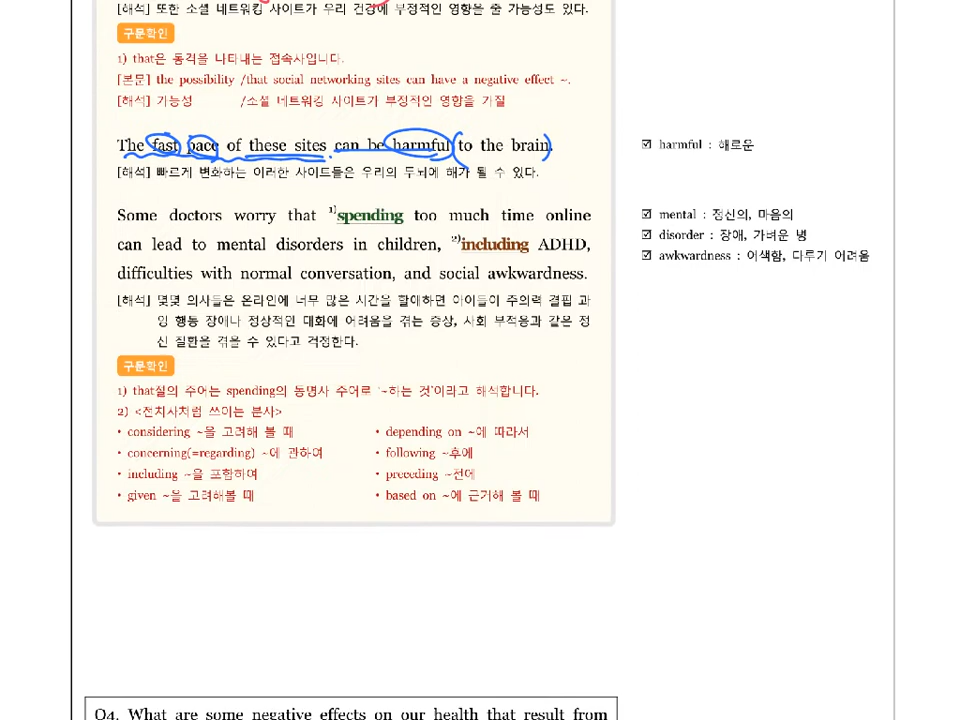 [해석] 또한 소셜 네트워킹 사이트가 우리 건강에 부정적인 영향을 줄 가능성도 있다.
구문확인
1) that은 동격을 나타내는 접속사입니다.
[본문] the possibility /that social networking sites can have a negative effect ~.
[해석] 가능성 /소셜 네트워킹 사이트가 부정적인 영향을 가질
The fast pace of these sites can be harmful to the brain.
☑ harmful : 해로운
[해석] 빠르게 변화하는 이러한 사이드들은 우리의 두뇌에 해가 될 수 있다.
Some doctors worry that 1)spending too much time online
☑ mental : 정신의, 마음의
can lead to mental disorders in children, 2)including ADHD,
☑ disorder : 장애, 가벼운 병
difficulties with normal conversation, and social awkwardness.
☑ awkwardness : 어색함, 다루기 어려움
[해석] 몇몇 의사들은 온라인에 너무 많은 시간을 할애하면 아이들이 주의력 결핍 과
잉 행동 장애나 정상적인 대화에 어려움을 겪는 증상, 사회 부적응과 같은 정
신 질환을 겪을 수 있다고 걱정한다.
구문확인
1) that절의 주어는 spending의 동명사 주어로 '~하는 것'이라고 해석합니다.
2) <전치사처럼 쓰이는 분사>
• considering ~을 고려해 볼 때 • depending on ~에 따라서
• concerning(=regarding) ~에 관하여 • following ~후에
• including ~을 포함하여 • preceding ~전에
• given ~을 고려해볼 때 • based on ~에 근거해 볼 때
Q4. What are some negative effects on our health that result from